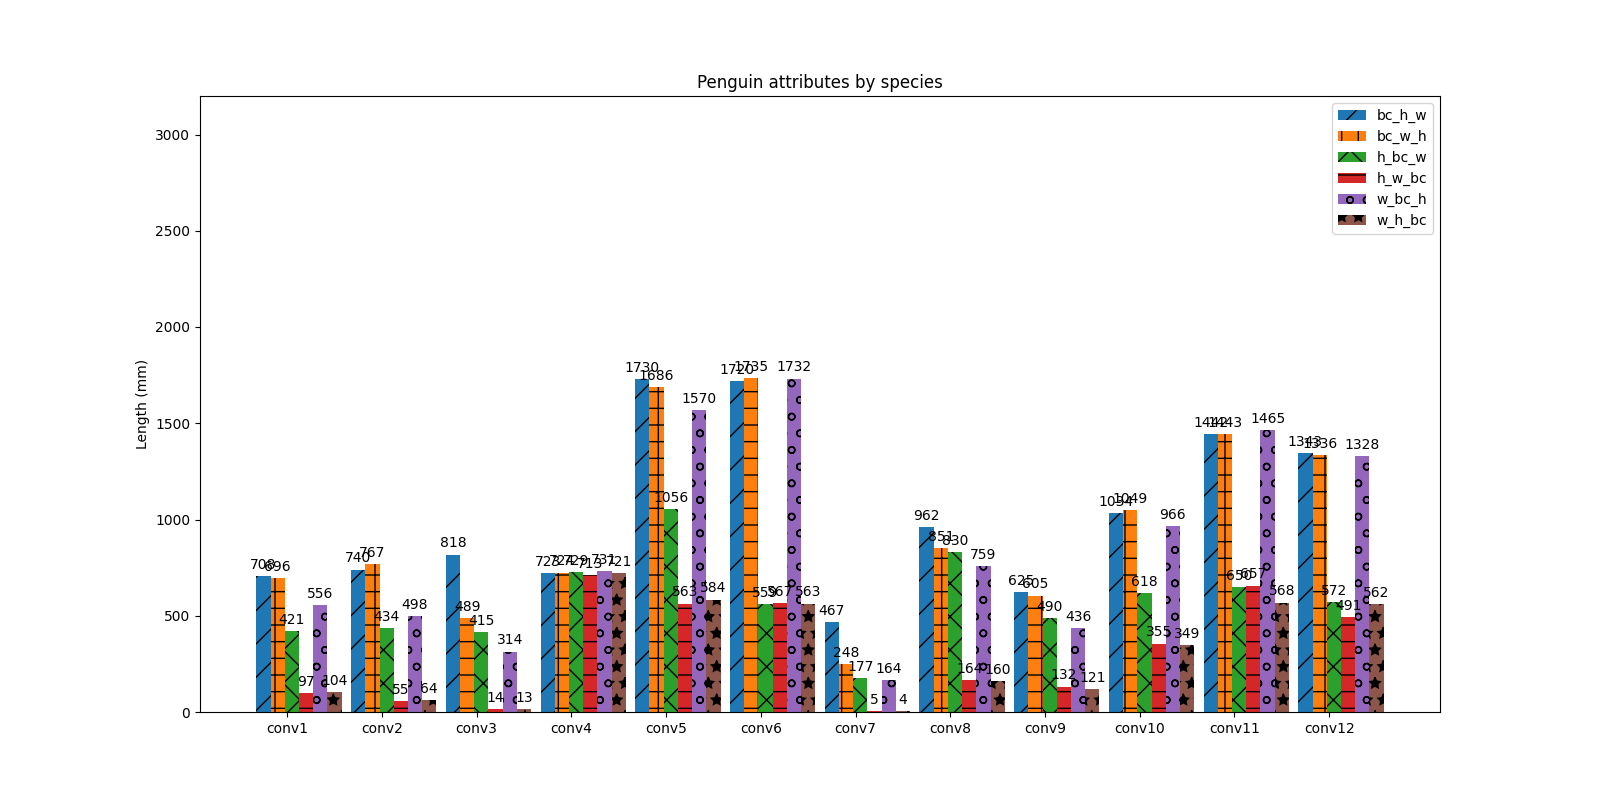 Penguin attributes by species
bc_h_w
bc_w_h
h_bc_w
h_w_bc
w_bc_h
w_h_bc
Length (mm)
3000
2500
2000
1500
1000
500
0
708 696 421 97 556 104
740 767 434 55 498 64
818 489 415 14 314 13
723 724 729 713 731 721
1730 1686 1056 563 1570 584
1720 1735 559 567 1732 563
467 248 177 5 164 4
962 851 830 164 759 160
625 605 490 132 436 121
1034 1049 618 355 966 349
1442 1443 650 657 1465 568
1343 1336 572 491 1328 562
conv1 conv2 conv3 conv4 conv5 conv6 conv7 conv8 conv9 conv10 conv11 conv12